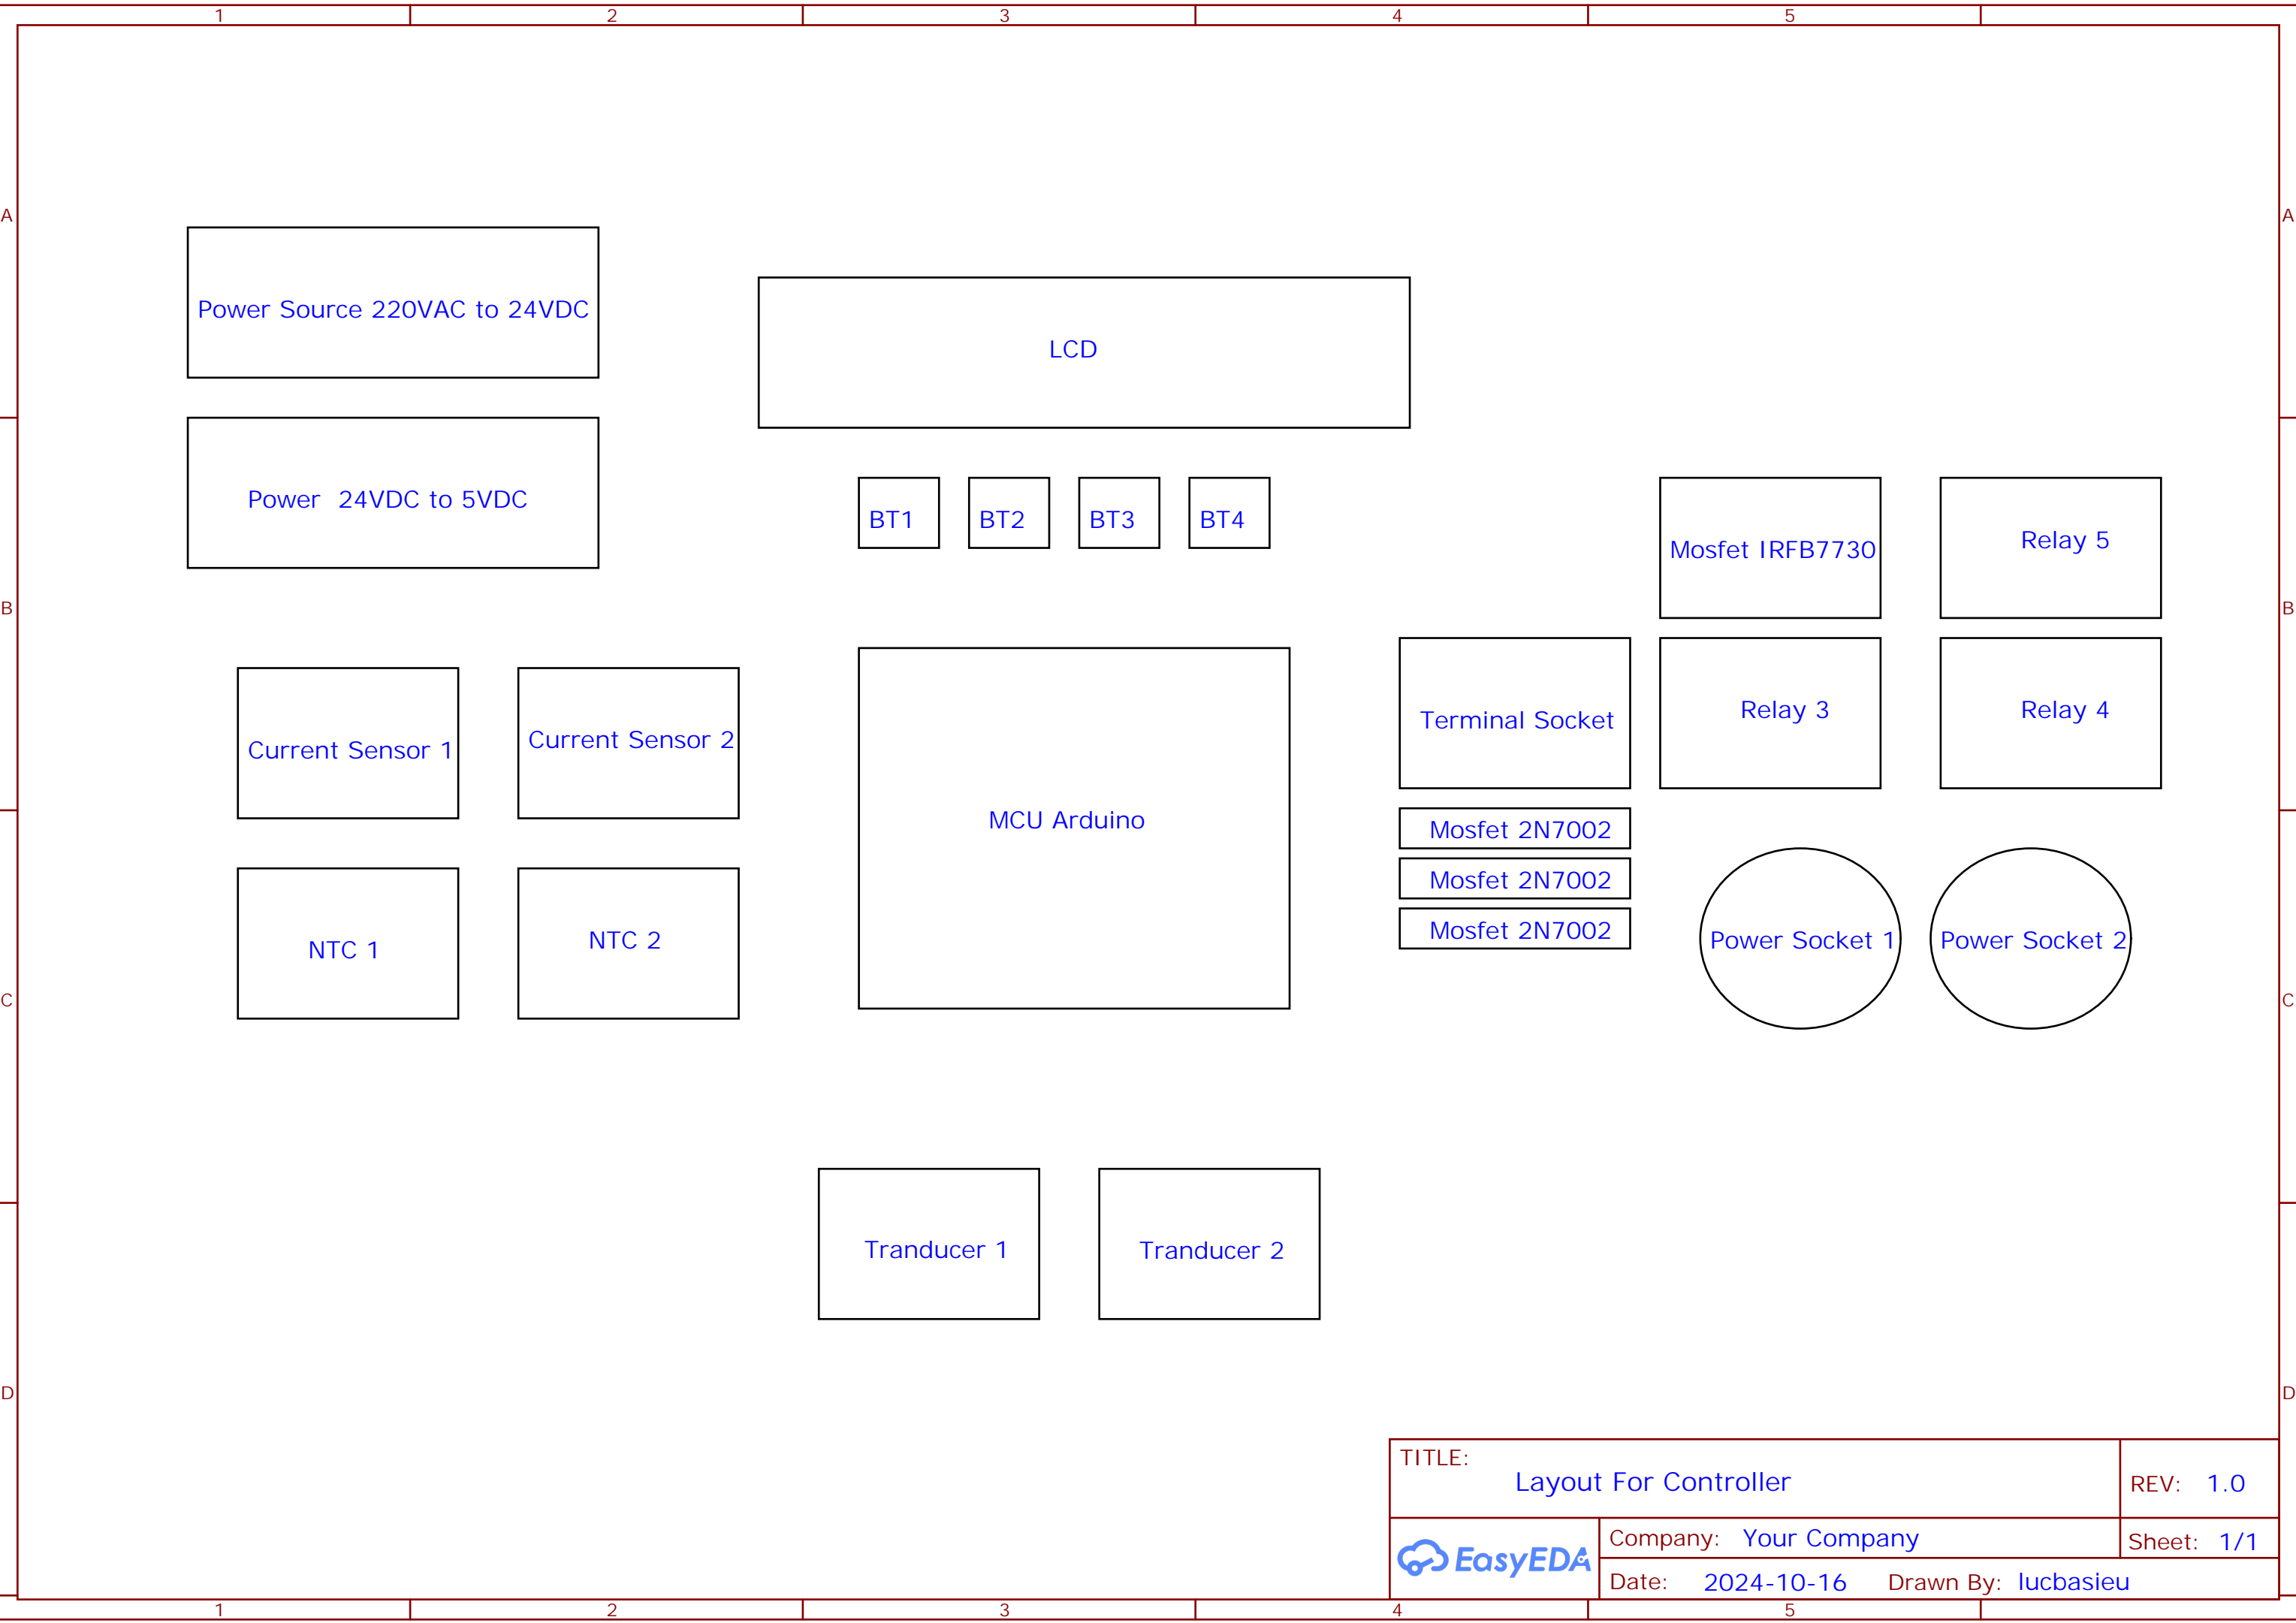 1 2 3 4 5
A A
Power Source 220VAC to 24VDC
LCD
Power  24VDC to 5VDC
BT1 BT2 BT3 BT4
Mosfet IRFB7730
Relay 5
B B
Current Sensor 1
Current Sensor 2
MCU Arduino
Terminal Socket
Relay 3
Relay 4
Mosfet 2N7002
Mosfet 2N7002
Mosfet 2N7002
NTC 1
NTC 2
Power Socket 1
Power Socket 2
C C
Tranducer 1
Tranducer 2
D D
TITLE:
Layout For Controller
REV: 1.0
EasyEDA
Company: Your Company
Sheet: 1/1
Date: 2024-10-16 Drawn By: lucbasieu
1 2 3 4 5